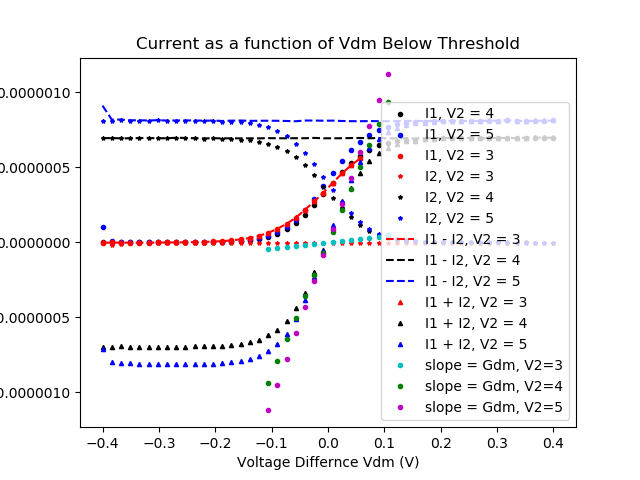 Current as a function of Vdm Below Threshold
0.0000010
0.0000005
0.0000000
0.0000005
0.0000010
I1, V2 = 4
I1, V2 = 5
I1, V2 = 3
I2, V2 = 3
I2, V2 = 4
I2, V2 = 5
I1 - I2, V2 = 3
I1 - I2, V2 = 4
I1 - I2, V2 = 5
I1 + I2, V2 = 3
I1 + I2, V2 = 4
I1 + I2, V2 = 5
slope = Gdm, V2=3
slope = Gdm, V2=4
slope = Gdm, V2=5
−0.4 −0.3 −0.2 −0.1 0.0 0.1 0.2 0.3 0.4
Voltage Differnce Vdm (V)